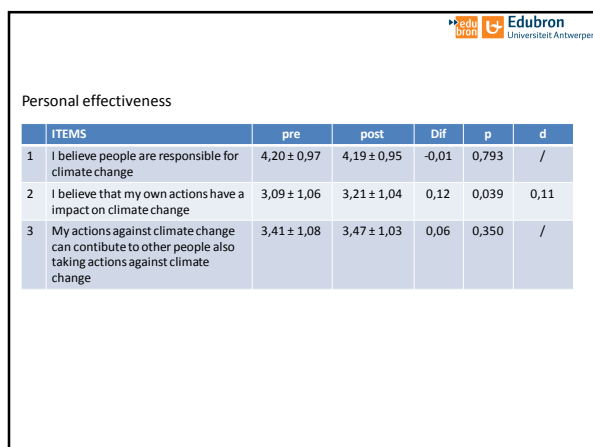 edu
bron
Edubron
Universiteit Antwerpen
Personal effectiveness
ITEMS pre post Dif p d
1 I believe people are responsible for 4,20 ± 0,97 4,19 ± 0,95 -0,01 0,793 /
climate change
2 I believe that my own actions have a 3,09 ± 1,06 3,21 ± 1,04 0,12 0,039 0,11
impact on climate change
3 My actions against climate change 3,41 ± 1,08 3,47 ± 1,03 0,06 0,350 /
can contibute to other people also
taking actions against climate
change